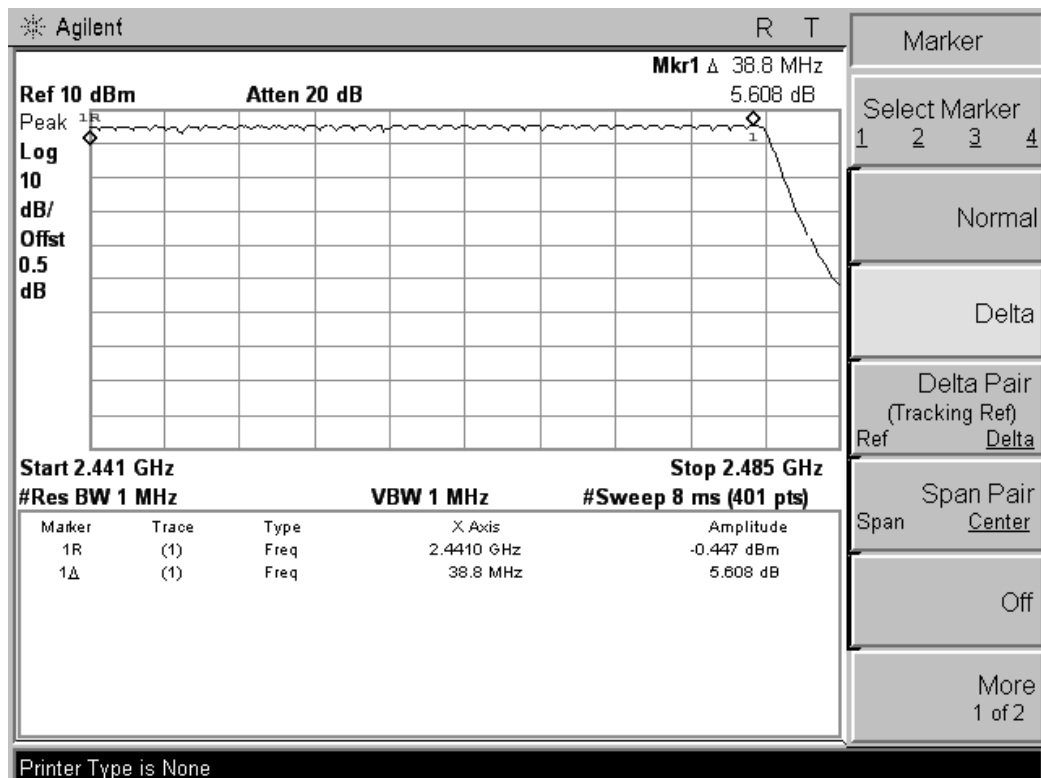 Agilent R T
Mkr1 Δ 38.8 MHz
Ref 10 dBm Atten 20 dB 5.608 dB
Peak
Log
10
dB/
Offst
0.5
dB
1R
1
Start 2.441 GHz Stop 2.485 GHz
#Res BW 1 MHz VBW 1 MHz #Sweep 8 ms (401 pts)
Marker Trace Type X Axis Amplitude
1R (1) Freq 2.4410 GHz -0.447 dBm
1Δ (1) Freq 38.8 MHz 5.608 dB
Marker
Select Marker
1 2 3 4
Normal
Delta
Delta Pair
(Tracking Ref)
Ref Delta
Span Pair
Span Center
Off
More
1 of 2
Printer Type is None